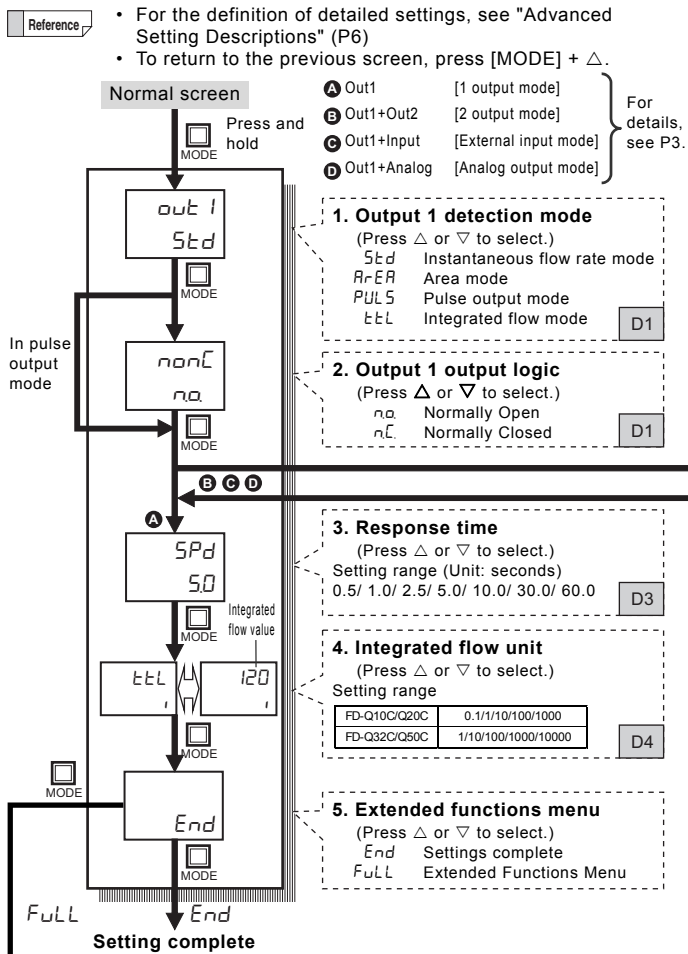 Reference
• For the definition of detailed settings, see "Advanced
Setting Descriptions" (P6)
• To return to the previous screen, press [MODE] + △.
Normal screen
Press and
hold
MODE
A Out1 [1 output mode]
B Out1+Out2 [2 output mode]
C Out1+Input [External input mode]
D Out1+Analog [Analog output mode]
For
details,
see P3.
out 1
Std
MODE
1. Output 1 detection mode
(Press △ or ▽ to select.)
Std Instantaneous flow rate mode
ArEA Area mode
PULS Pulse output mode
ttL Integrated flow mode
D1
In pulse
output
mode
nonC
n.o.
MODE
2. Output 1 output logic
(Press △ or ▽ to select.)
n.o. Normally Open
n.C. Normally Closed
D1
B C D
A
SPd
5.0
MODE
3. Response time
(Press △ or ▽ to select.)
Setting range (Unit: seconds)
0.5/ 1.0/ 2.5/ 5.0/ 10.0/ 30.0/ 60.0
D3
Integrated
flow value
ttL
1
120
1
MODE
4. Integrated flow unit
(Press △ or ▽ to select.)
Setting range
FD-Q10C/Q20C 0.1/1/10/100/1000
FD-Q32C/Q50C 1/10/100/1000/10000
D4
MODE
End
MODE
5. Extended functions menu
(Press △ or ▽ to select.)
End Settings complete
FuLL Extended Functions Menu
FuLL
End
Setting complete